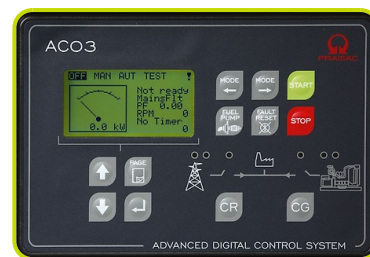 ACO3
PRAMAC
OFF MAN AUT TEST !
Not ready
MainsFlt
PF 0.00
RPM 0
No Timer
0
0.0 kW
MODE
MODE
START
FUEL PUMP
FAULT RESET
STOP
PAGE
CR
CG
ADVANCED DIGITAL CONTROL SYSTEM